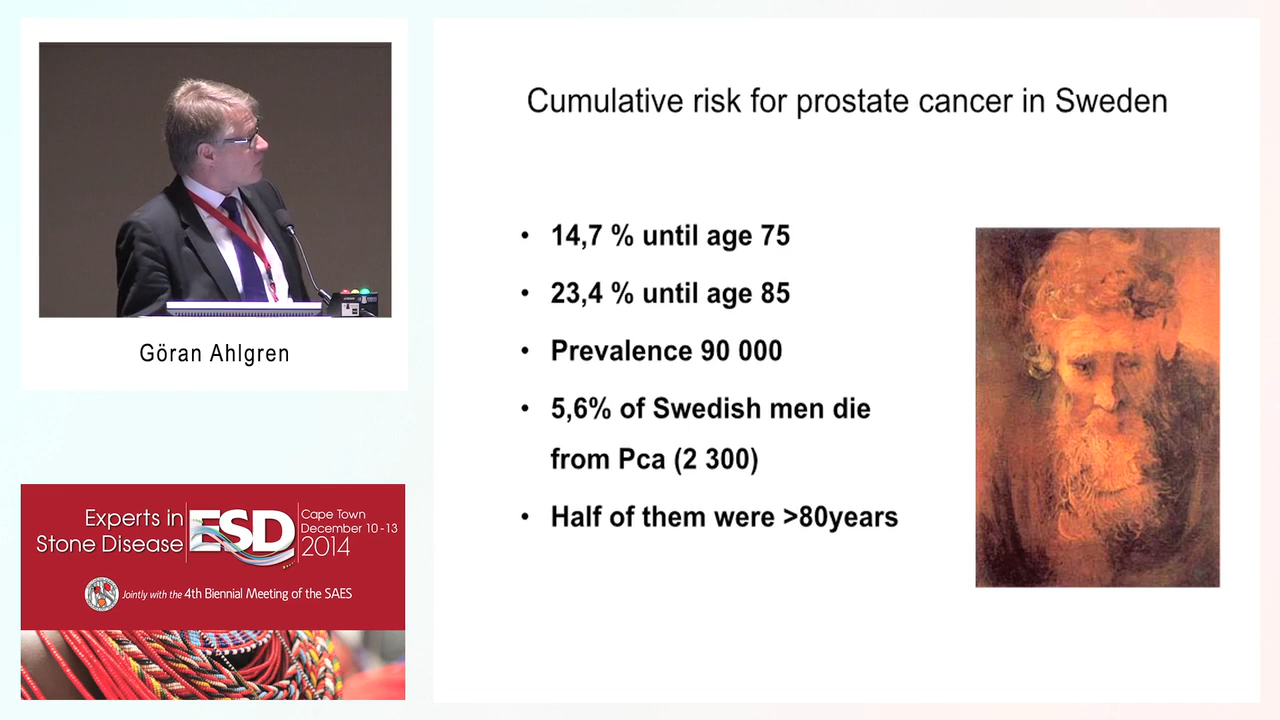 Göran Ahlgren
Experts in
Stone Disease
ESD
Cape Town
December 10-13
2014
Jointly with the 4th Biennial Meeting of the SAES
Cumulative risk for prostate cancer in Sweden
• 14,7 % until age 75
• 23,4 % until age 85
• Prevalence 90 000
• 5,6% of Swedish men die
from Pca (2 300)
• Half of them were >80years